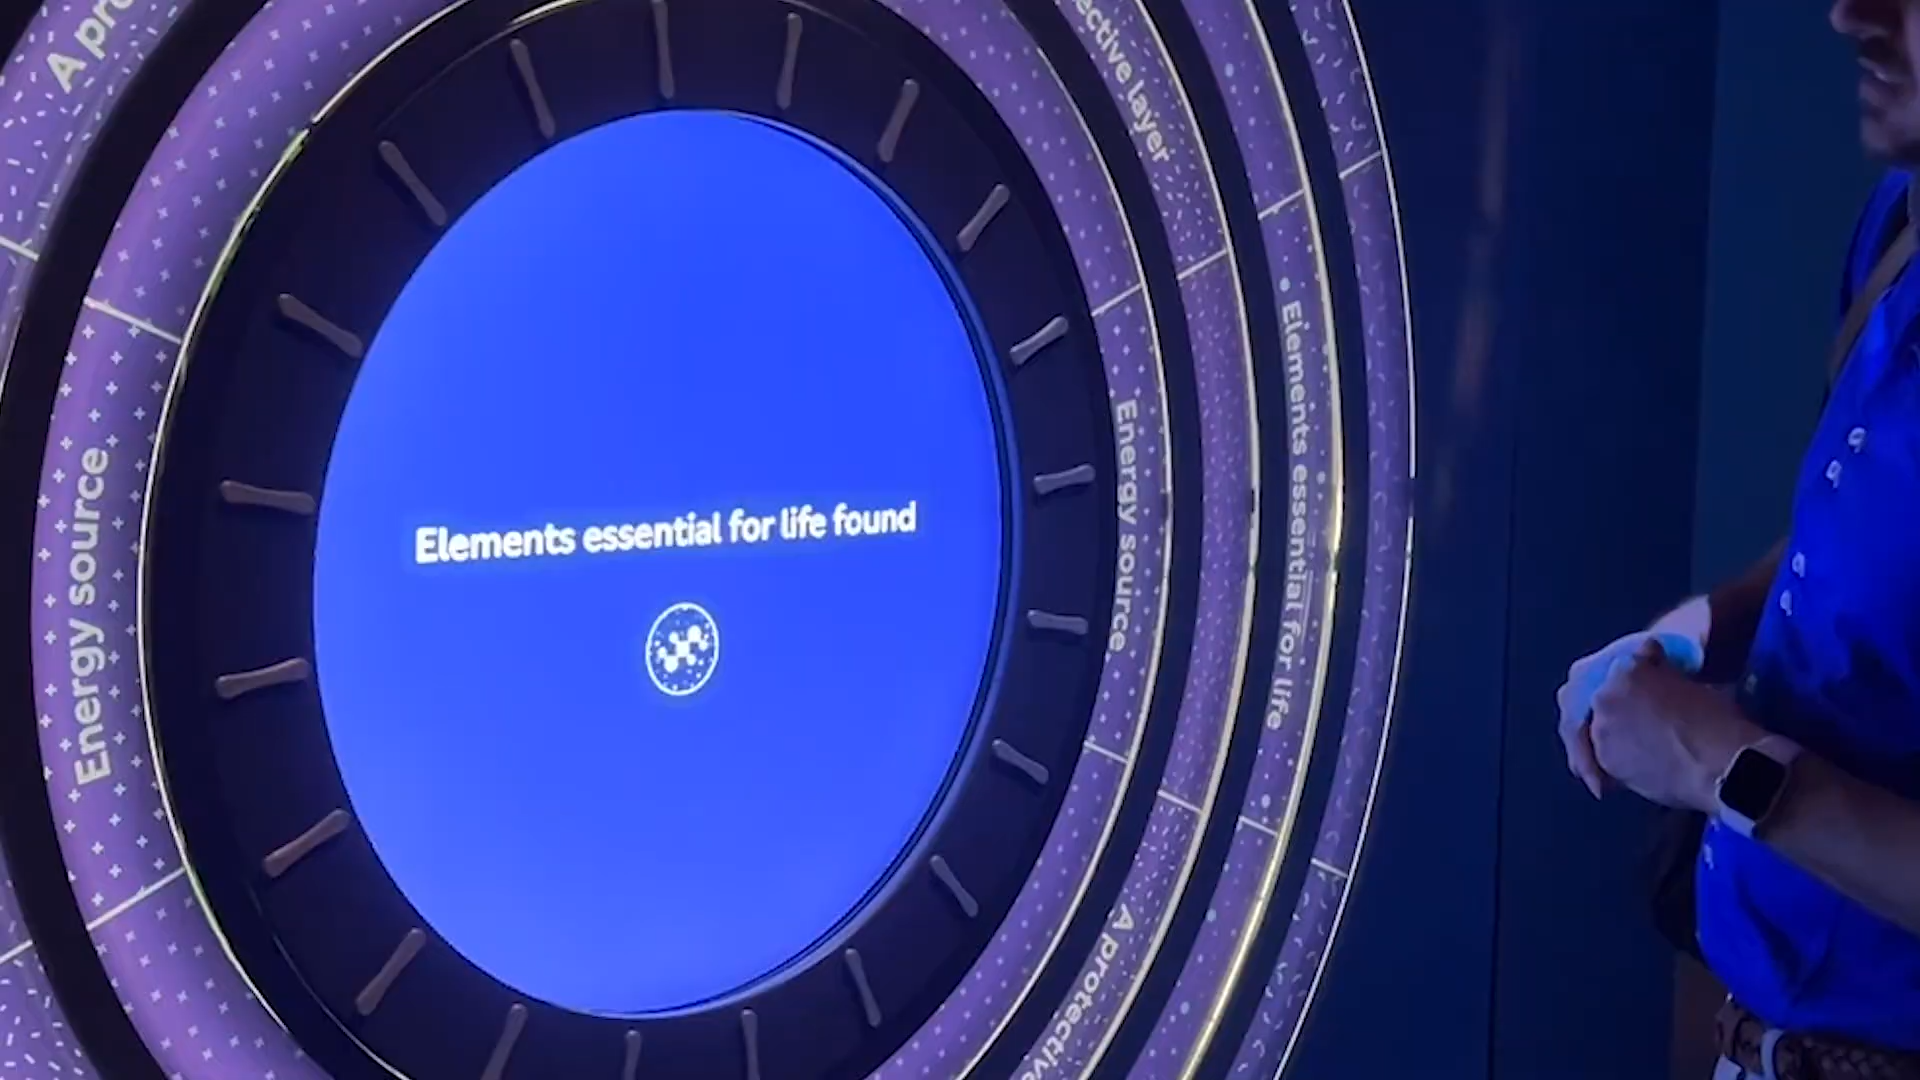 A pro
ective layer
Energy source
Elements essential for life found
Energy source
• Elements essential for life
A protective